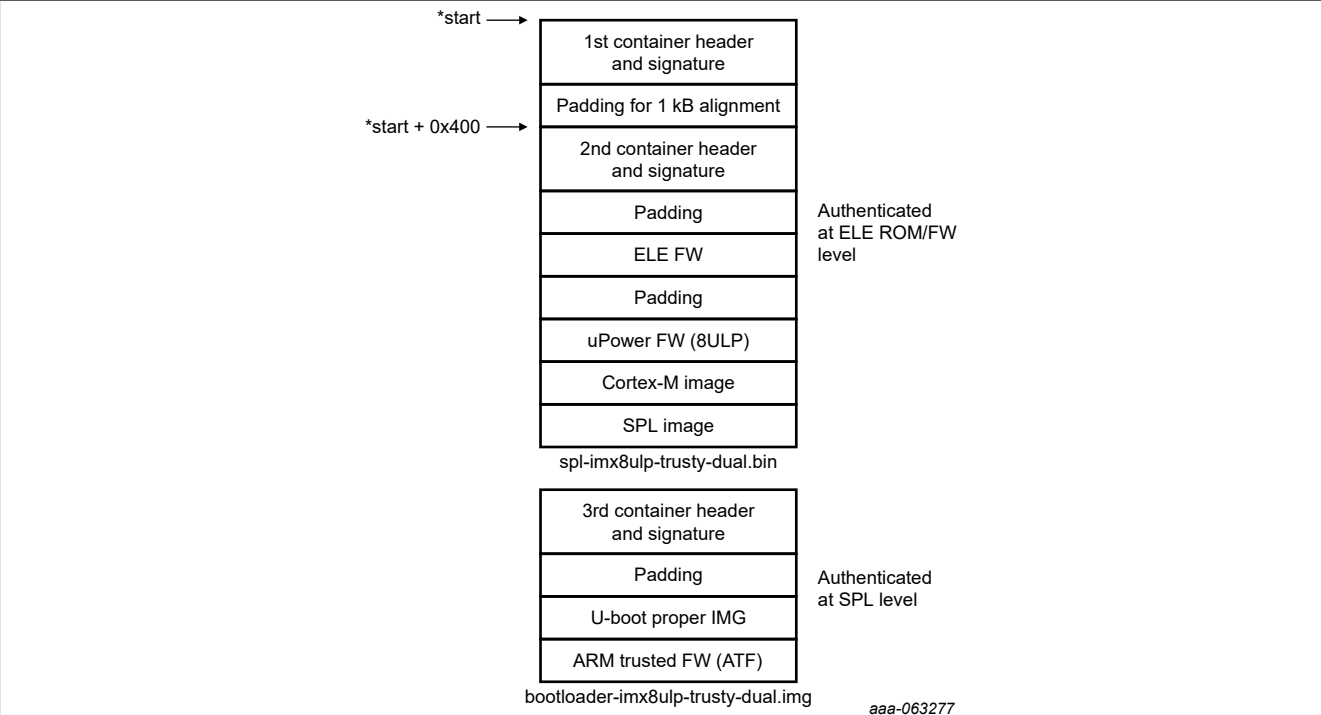 *start
1st container header
and signature
Padding for 1 kB alignment
*start + 0x400
2nd container header
and signature
Padding
Authenticated
at ELE ROM/FW
level
ELE FW
Padding
uPower FW (8ULP)
Cortex-M image
SPL image
spl-imx8ulp-trusty-dual.bin
3rd container header
and signature
Padding
Authenticated
at SPL level
U-boot proper IMG
ARM trusted FW (ATF)
bootloader-imx8ulp-trusty-dual.img
aaa-063277